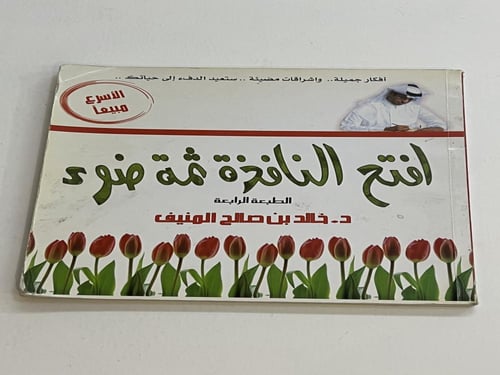 أفكار جميلة.. وإشراقات مضيئة .. ستعيد الدفء إلى حياتك ..
الأسرع
مبيعاً
افتح النافذة ثمة ضوء
الطبعة الرابعة
د. خالد بن صالح المنيف